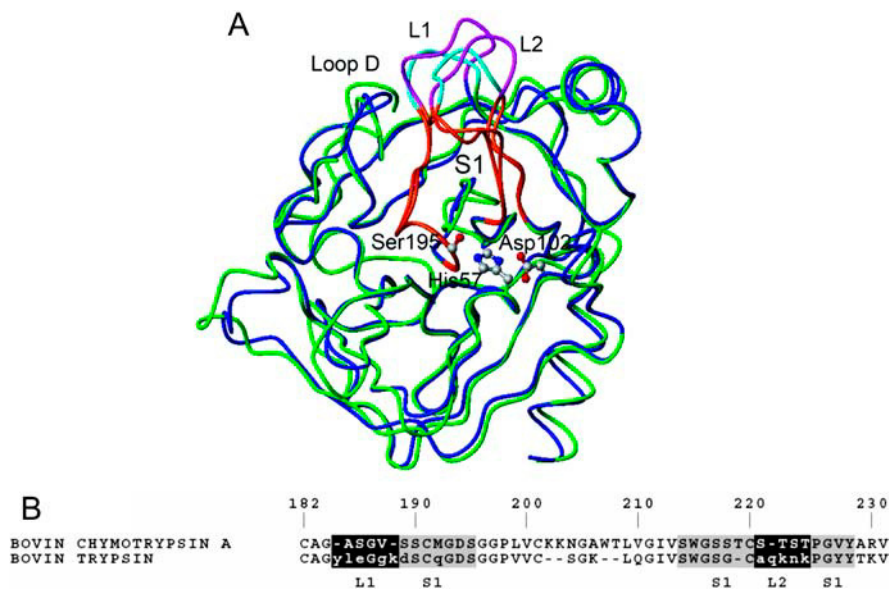 A
L1
L2
Loop D
S1
Ser195
Asp102
His57
B
182 190 200 210 220 230
BOVIN CHYMOTRYPSIN A CAG-ASGV-SSCMGDSGGPLVCKKNGAWTLVGIVSWGSSTCS-TSTPGVYARV
BOVIN TRYPSIN CAGyleGgkdSCqGDSGGPVVC--SGK--LQGIVSWGSG-CaqknkPGVYTKV
L1 S1 S1 L2 S1